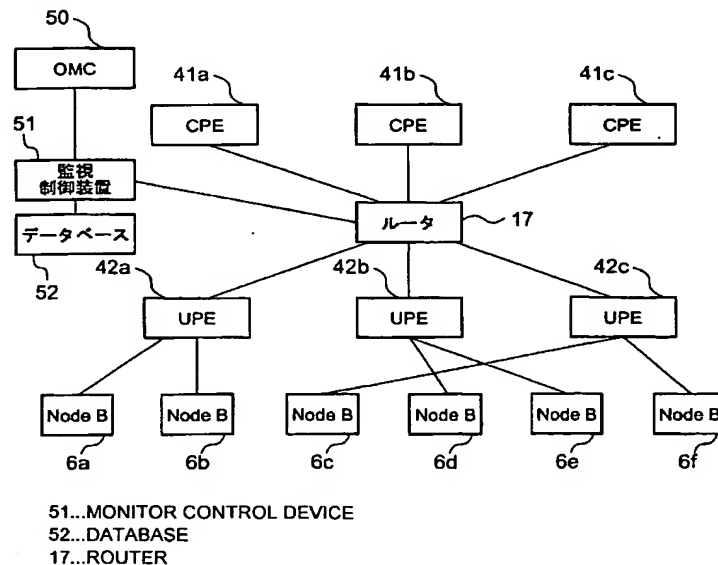 50
OMC
41a
41b
41c
CPE
CPE
CPE
51
監視
制御装置
ルータ
17
データベース
52
42a
42b
42c
UPE
UPE
UPE
Node B
Node B
Node B
Node B
Node B
Node B
6a
6b
6c
6d
6e
6f
51...MONITOR CONTROL DEVICE
52...DATABASE
17...ROUTER